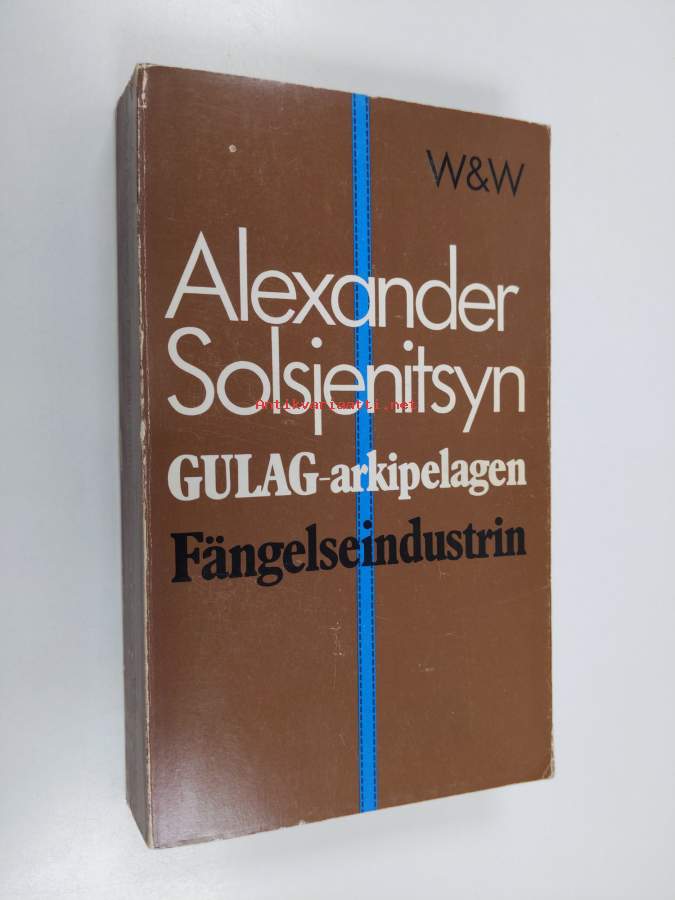 W&W
Alexander
Solsjenitsyn
Antikvariaatti.net
GULAG-arkipelagen
Fängelseindustrin